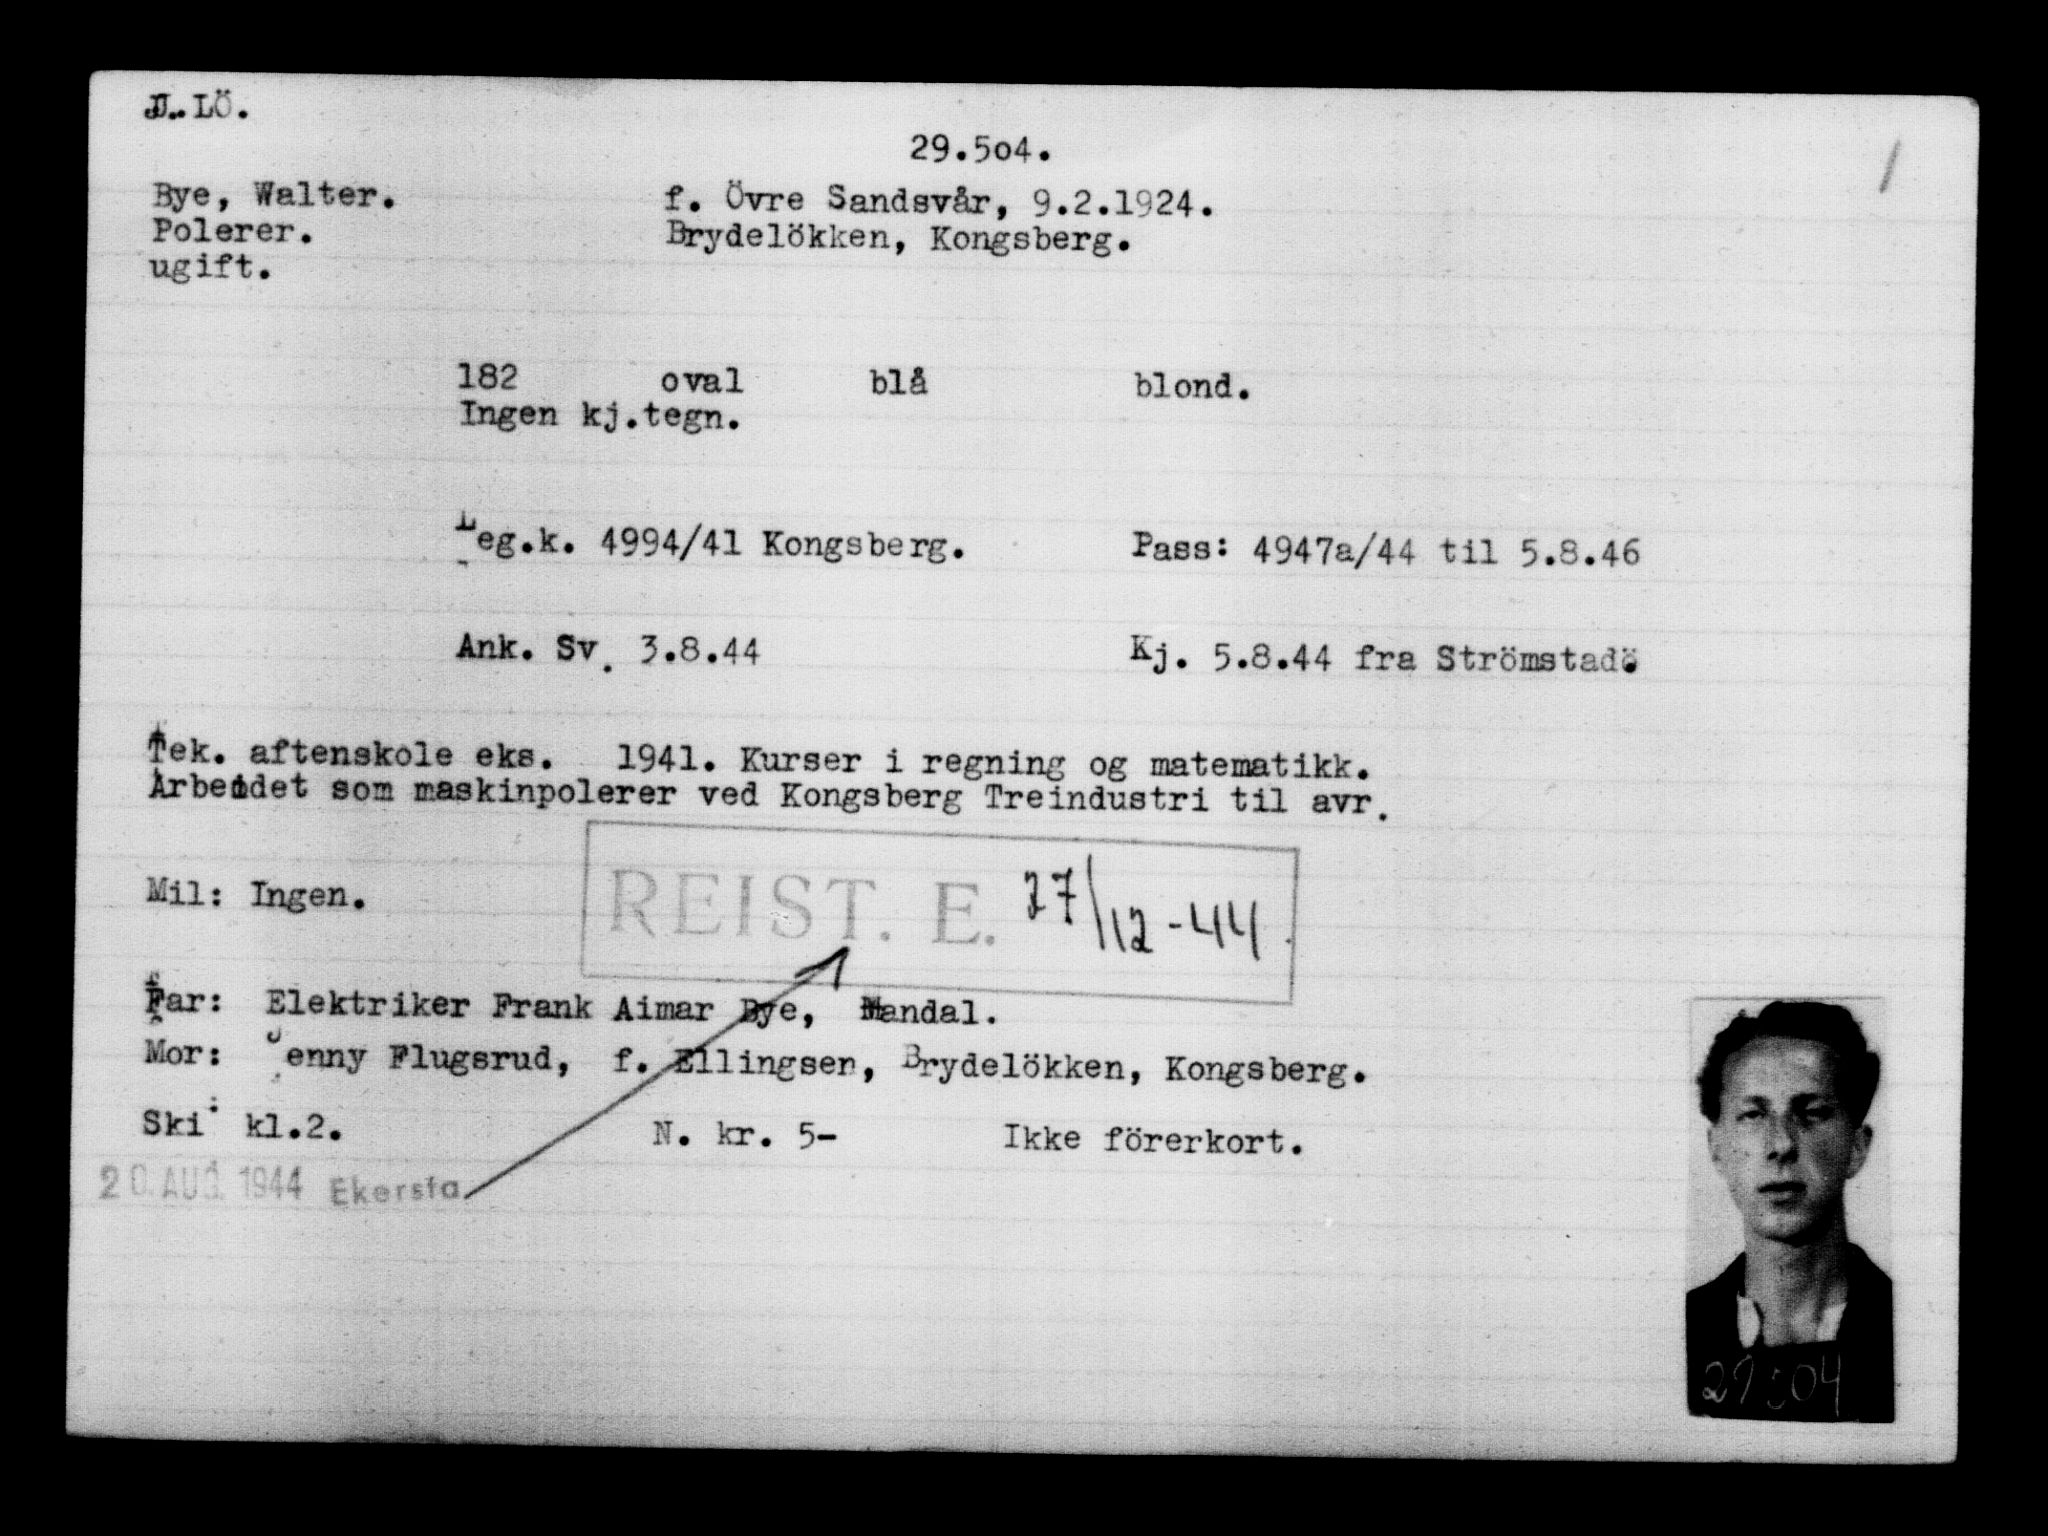 J.LÖ.
29.5o4.
Bye, Walter. f. Övre Sandsvår, 9.2.1924.
Polerer. Brydelökken, Kongsberg.
ugift.
182 oval blå blond.
Ingen kj.tegn.
Leg.k. 4994/41 Kongsberg. Pass: 4947a/44 til 5.8.46
Ank. Sv. 3.8.44 Kj. 5.8.44 fra Strömstad.
Tek. aftenskole eks. 1941. Kurser i regning og matematikk.
Arbeidet som maskinpolerer ved Kongsberg Treindustri til avr.
REIST. E. 27/12-44
Mil: Ingen.
Far: Elektriker Frank Aimar Bye, Mandal.
Mor: Jenny Flugsrud, f. Ellingsen, Brydelökken, Kongsberg.
Ski: kl.2. N. kr. 5- Ikke förerkort.
20. AUG. 1944 Ekersta
29504